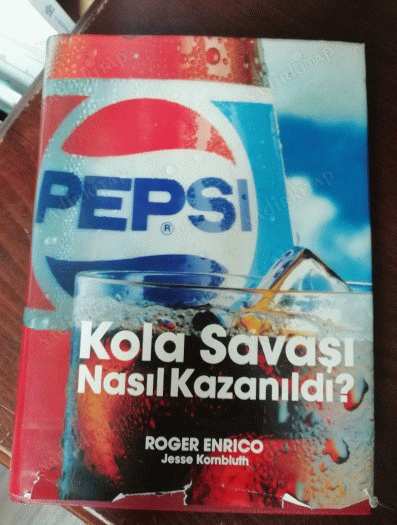 PEPSI
®
Kola Savaşı
Nasıl Kazanıldı?
ROGER ENRICO
Jesse Kornbluth